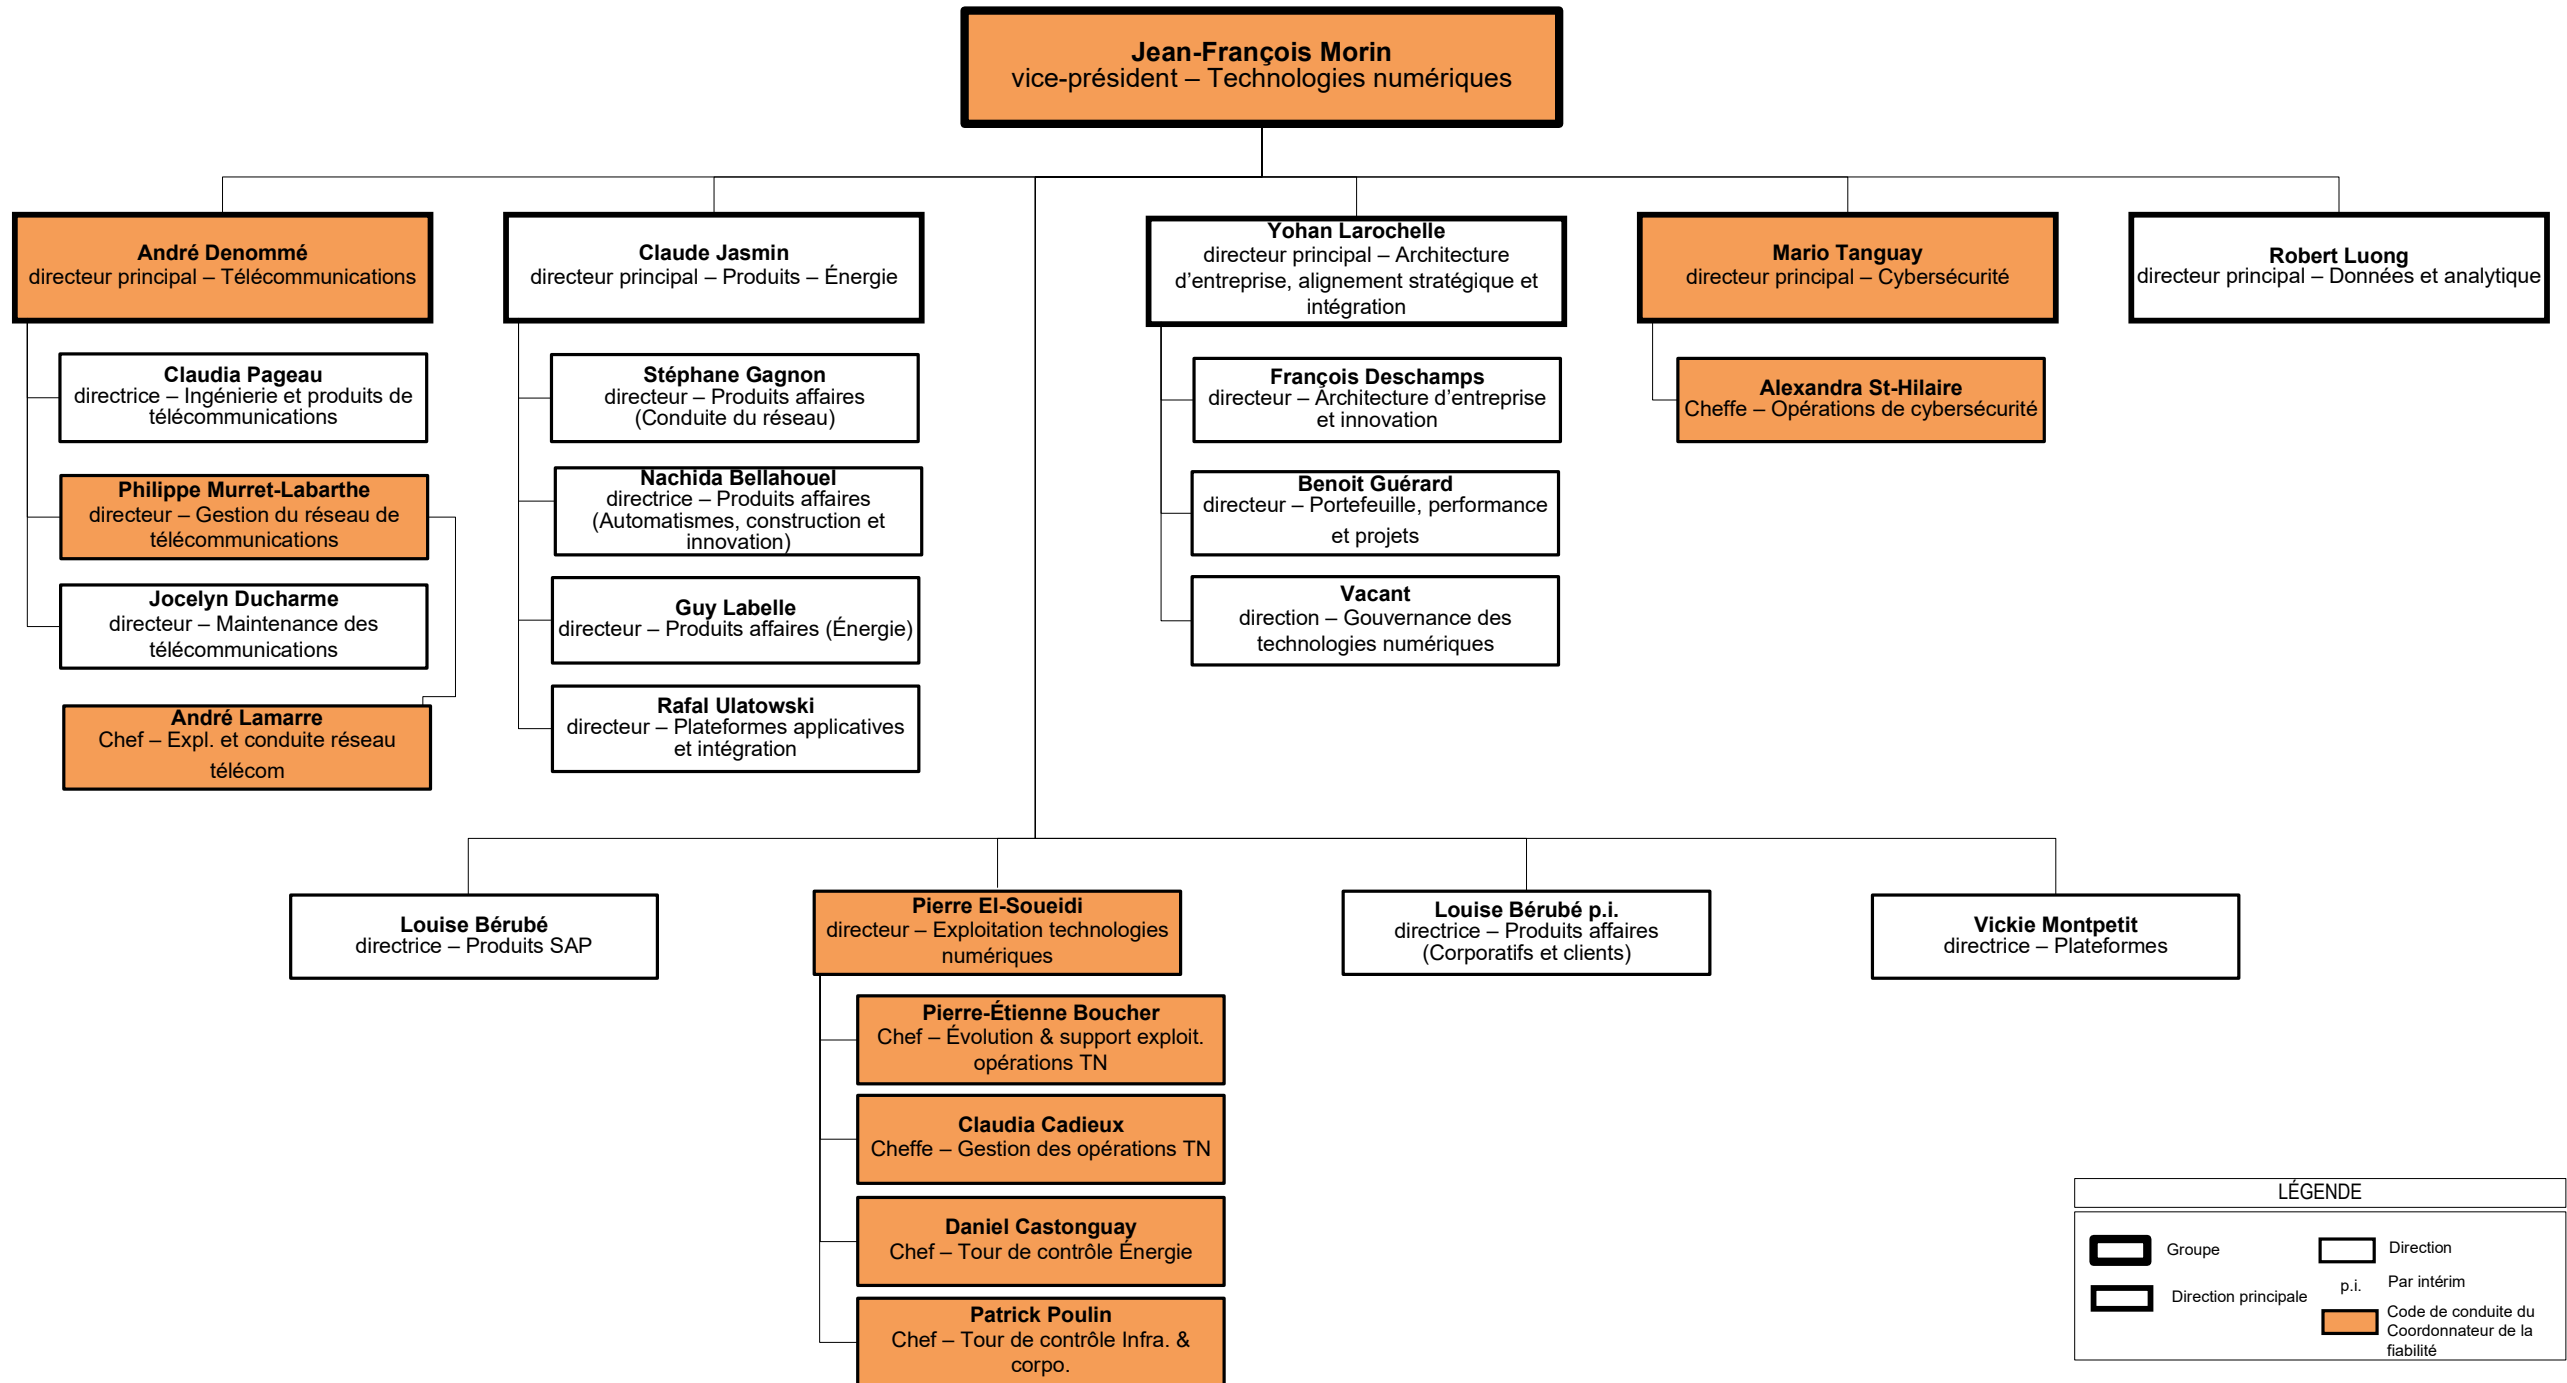 Jean-François Morin
vice-président – Technologies numériques
André Denommé
directeur principal – Télécommunications
Claude Jasmin
directeur principal – Produits – Énergie
Yohan Larochelle
directeur principal – Architecture
d’entreprise, alignement stratégique et
intégration
Mario Tanguay
directeur principal – Cybersécurité
Robert Luong
directeur principal – Données et analytique
Claudia Pageau
directrice – Ingénierie et produits de
télécommunications
Philippe Murret-Labarthe
directeur – Gestion du réseau de
télécommunications
Jocelyn Ducharme
directeur – Maintenance des
télécommunications
André Lamarre
Chef – Expl. et conduite réseau
télécom
Stéphane Gagnon
directeur – Produits affaires
(Conduite du réseau)
Nachida Bellahouel
directrice – Produits affaires
(Automatismes, construction et
innovation)
Guy Labelle
directeur – Produits affaires (Énergie)
Rafal Ulatowski
directeur – Plateformes applicatives
et intégration
François Deschamps
directeur – Architecture d’entreprise
et innovation
Benoit Guérard
directeur – Portefeuille, performance
et projets
Vacant
direction – Gouvernance des
technologies numériques
Alexandra St-Hilaire
Cheffe – Opérations de cybersécurité
Louise Bérubé
directrice – Produits SAP
Pierre El-Soueidi
directeur – Exploitation technologies
numériques
Louise Bérubé p.i.
directrice – Produits affaires
(Corporatifs et clients)
Vickie Montpetit
directrice – Plateformes
Pierre-Étienne Boucher
Chef – Évolution & support exploit.
opérations TN
Claudia Cadieux
Cheffe – Gestion des opérations TN
Daniel Castonguay
Chef – Tour de contrôle Énergie
Patrick Poulin
Chef – Tour de contrôle Infra. &
corpo.
LÉGENDE
Groupe
Direction
p.i. Par intérim
Direction principale
Code de conduite du
Coordonnateur de la
fiabilité